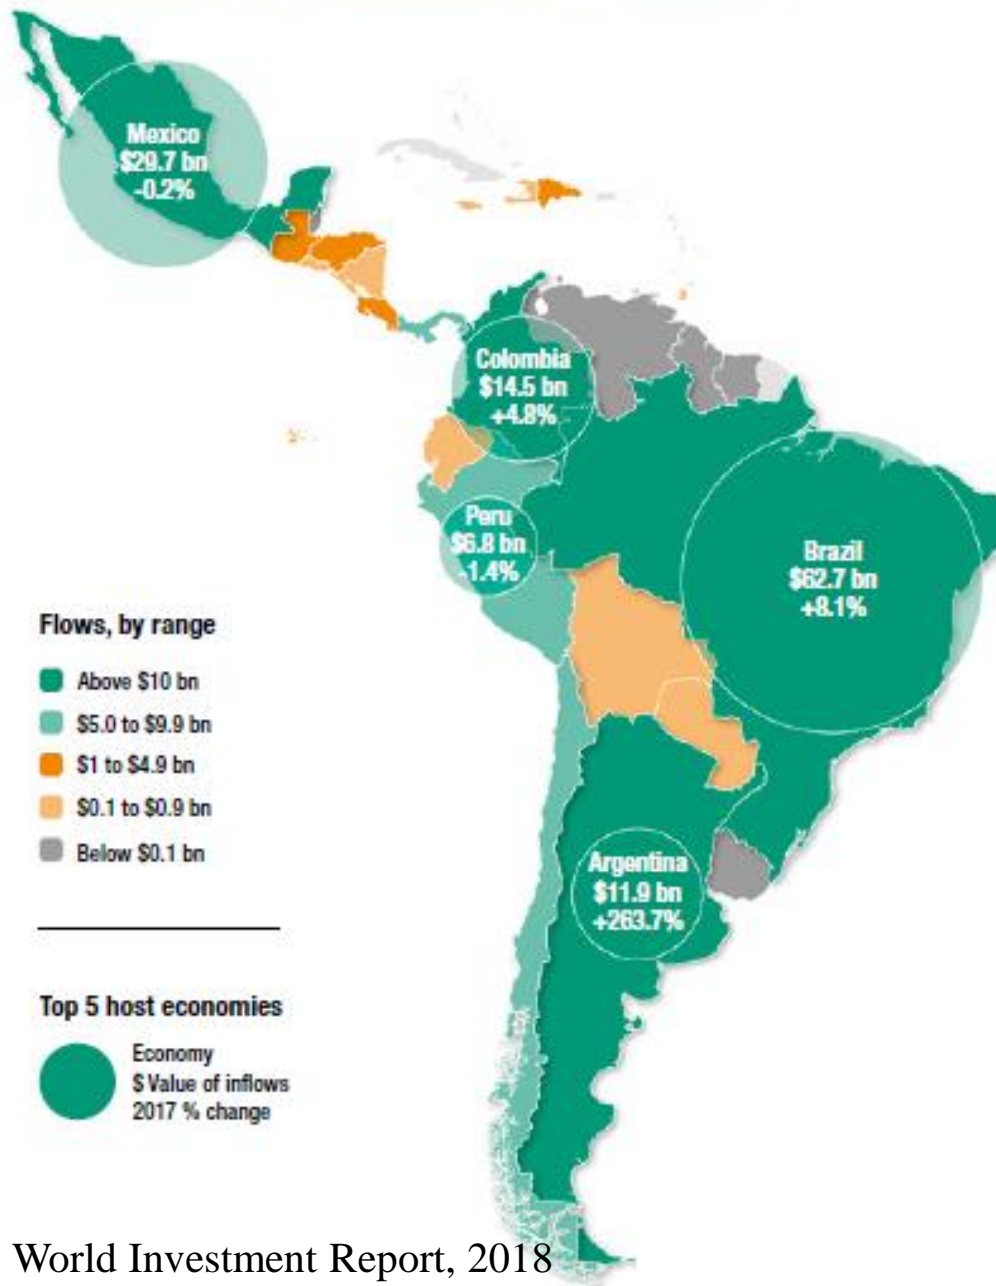 Mexico
$29.7 bn
-0.2%
Colombia
$14.5 bn
+4.8%
Peru
$6.8 bn
-1.4%
Brazil
$62.7 bn
+8.1%
Flows, by range
Above $10 bn
$5.0 to $9.9 bn
$1 to $4.9 bn
$0.1 to $0.9 bn
Below $0.1 bn
Argentina
$11.9 bn
+263.7%
Top 5 host economies
Economy
$ Value of inflows
2017 % change
World Investment Report, 2018